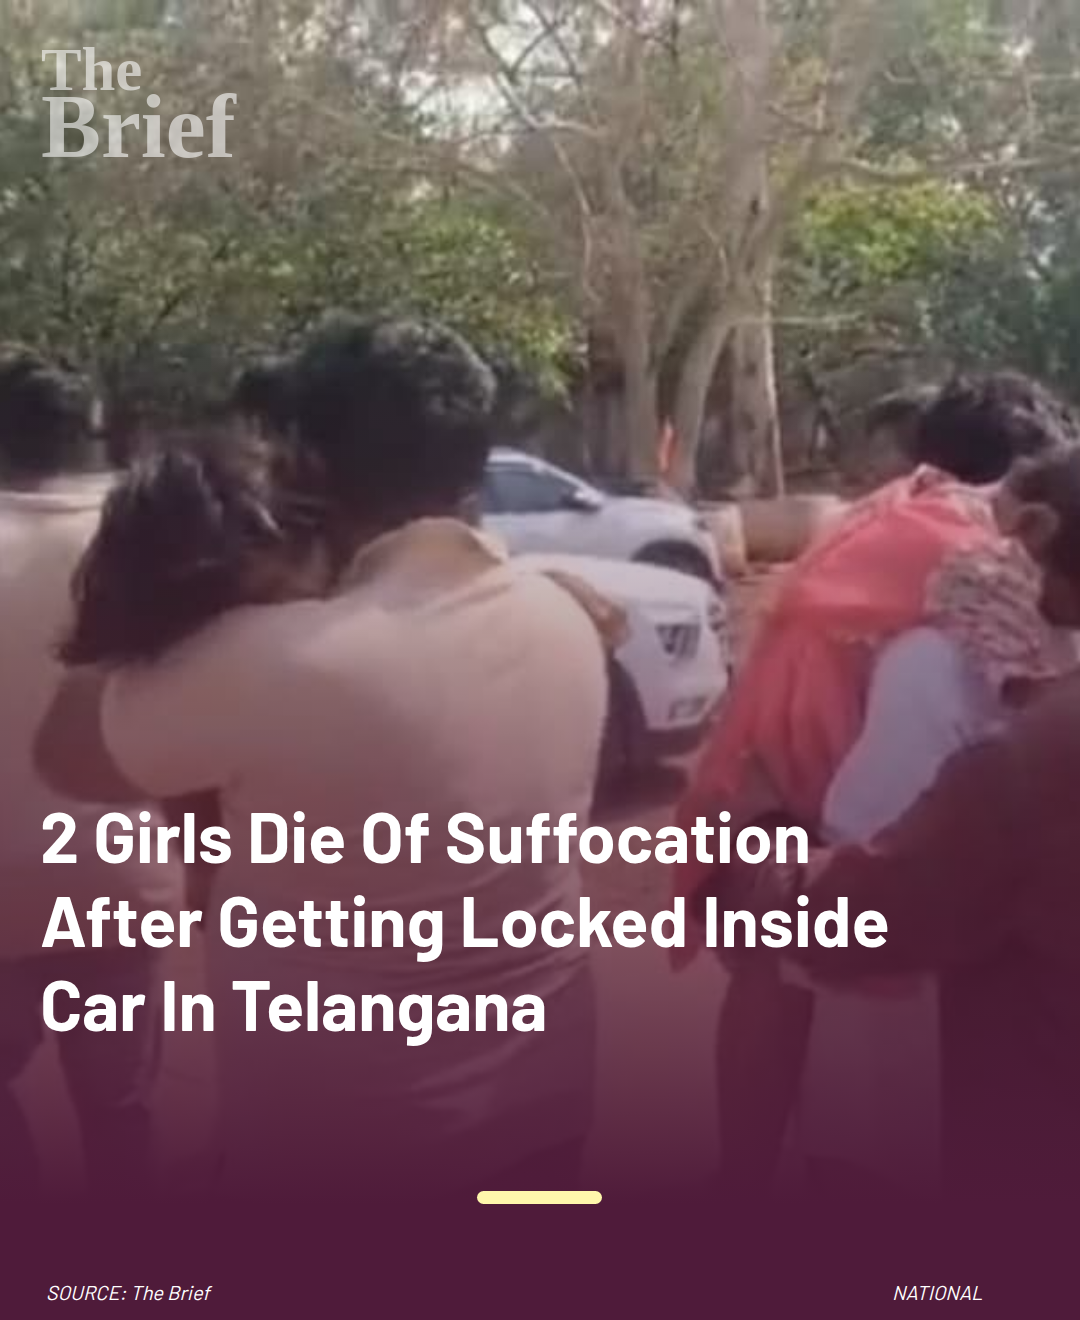 The
Brief
2 Girls Die Of Suffocation
After Getting Locked Inside
Car In Telangana
SOURCE: The Brief
NATIONAL